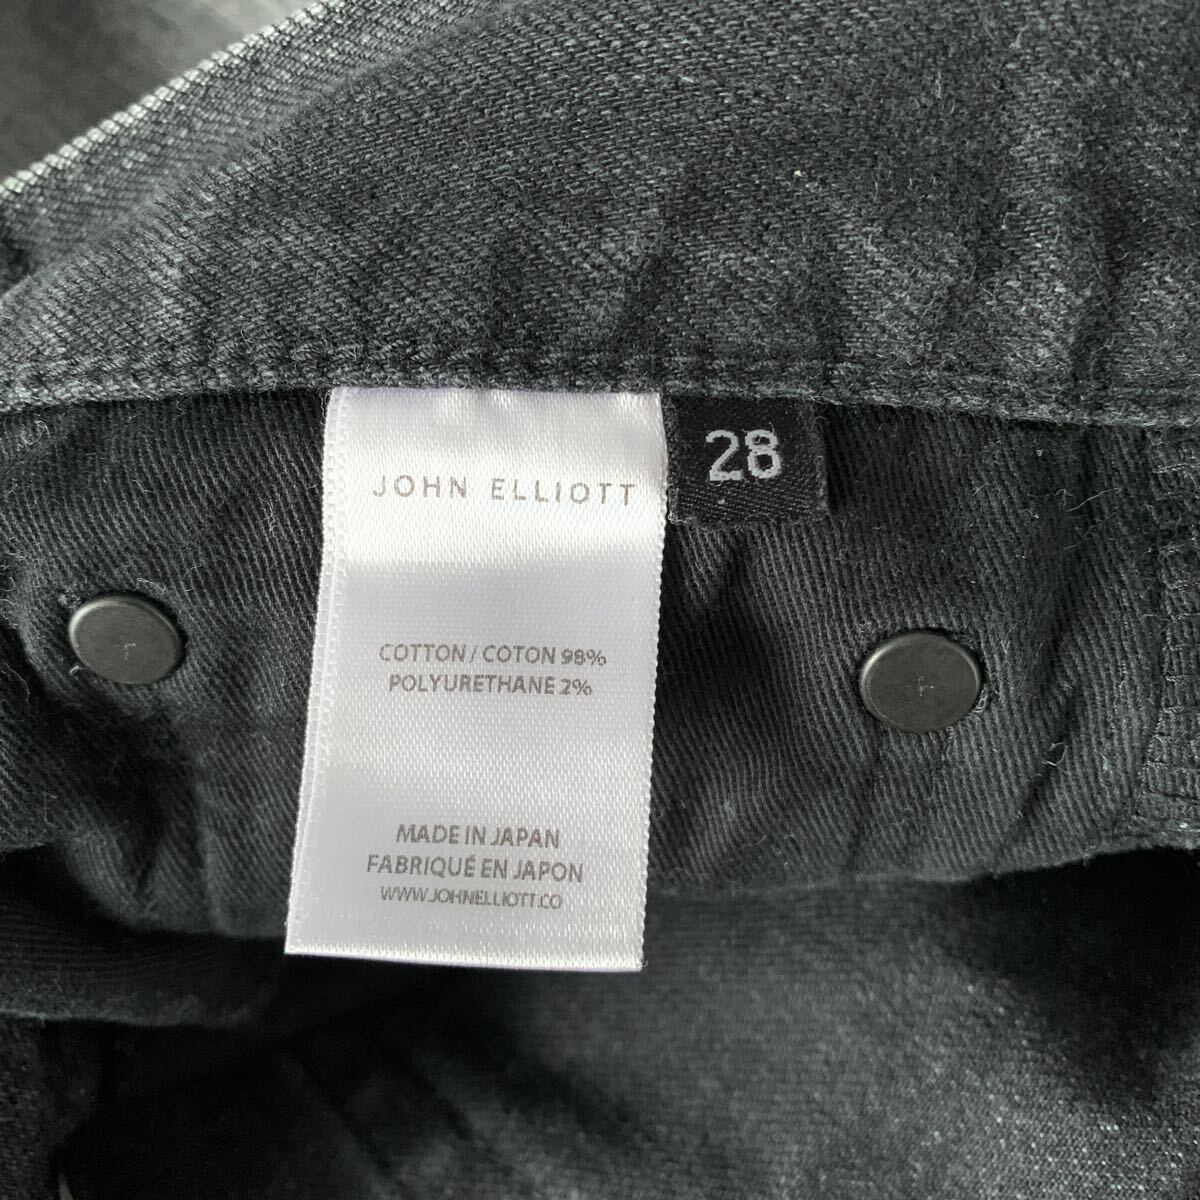 JOHN ELLIOTT
28
COTTON / COTON 98%
POLYURETHANE 2%
MADE IN JAPAN
FABRIQUÉ EN JAPON
WWW.JOHNELLIOTT.CO